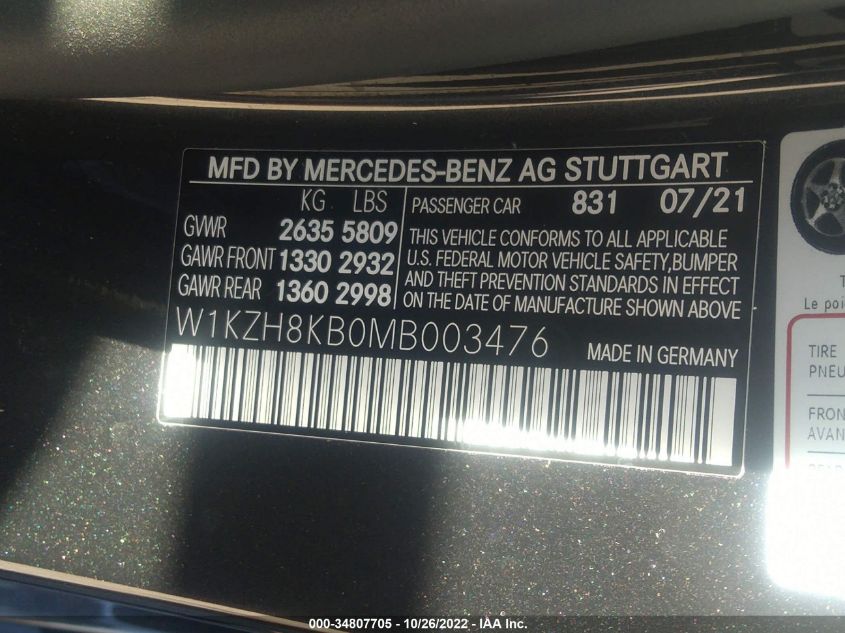 MFD BY MERCEDES-BENZ AG STUTTGART
KG LBS
GVWR 2635 5809
GAWR FRONT 1330 2932
GAWR REAR 1360 2998
PASSENGER CAR 831 07/21
THIS VEHICLE CONFORMS TO ALL APPLICABLE
U.S. FEDERAL MOTOR VEHICLE SAFETY,BUMPER
AND THEFT PREVENTION STANDARDS IN EFFECT
ON THE DATE OF MANUFACTURE SHOWN ABOVE
W1KZH8KB0MB003476
MADE IN GERMANY
Le
TIRE
FRON
AVAN
000-34807705 - 10/26/2022 - IAA Inc.